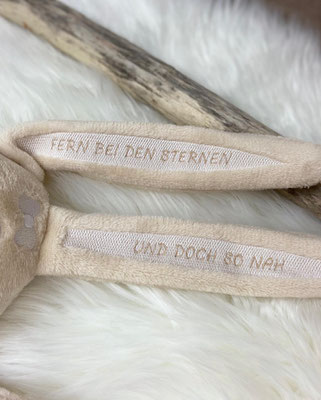 FERN BEI DEN STERNEN
UND DOCH SO NAH